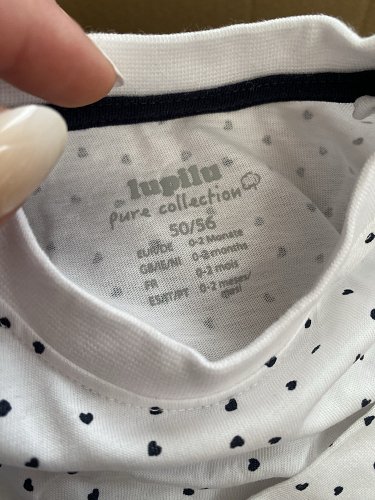 lupilu
pure collection
50/56
EUR/DE 0-2 Monate
GB/IE/NI 0-2 months
FR 0-2 mois
ES/IT/PT 0-2 meses/
mesi